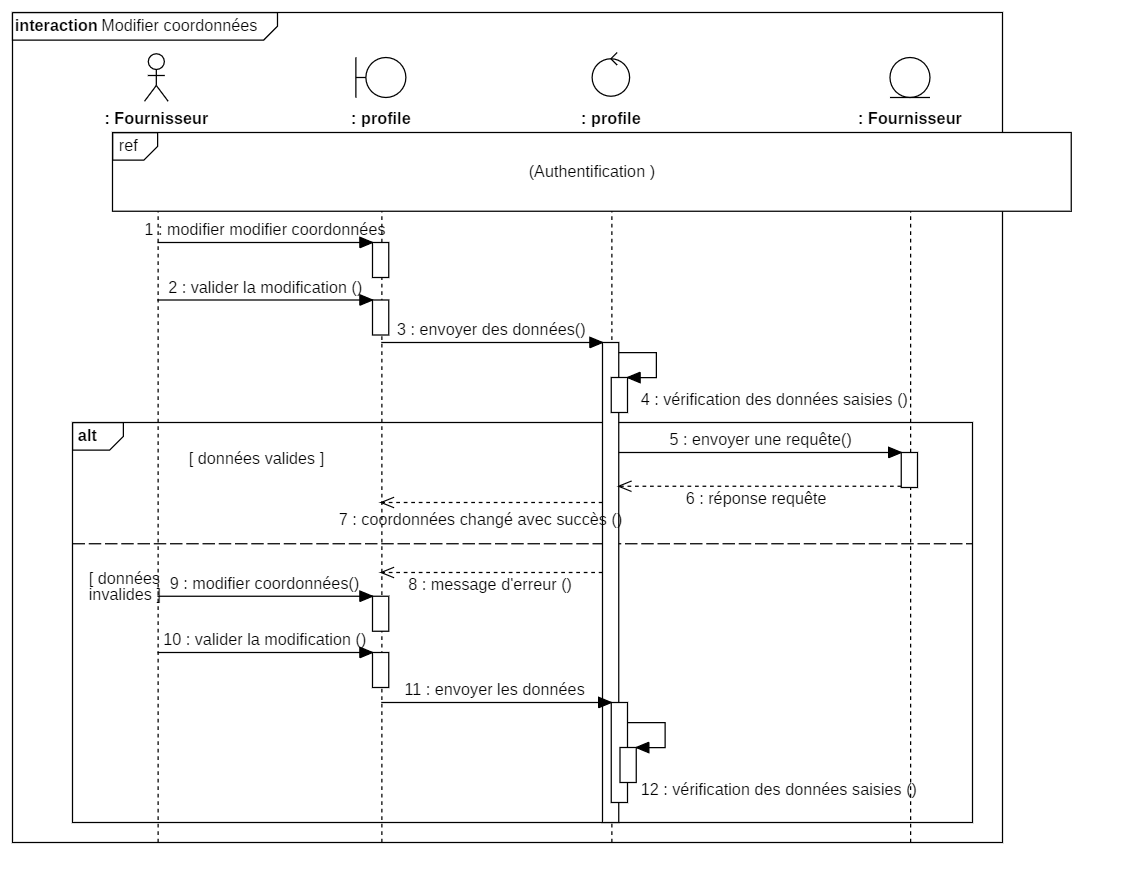 interaction Modifier coordonnées
: Fournisseur
: profile
: profile
: Fournisseur
ref
(Authentification )
1 : modifier modifier coordonnées
2 : valider la modification ()
3 : envoyer des données()
4 : vérification des données saisies ()
alt
5 : envoyer une requête()
[ données valides ]
6 : réponse requête
7 : coordonnées changé avec succès ()
[ données
invalides ]
8 : message d'erreur ()
9 : modifier coordonnées()
10 : valider la modification ()
11 : envoyer les données
12 : vérification des données saisies ()